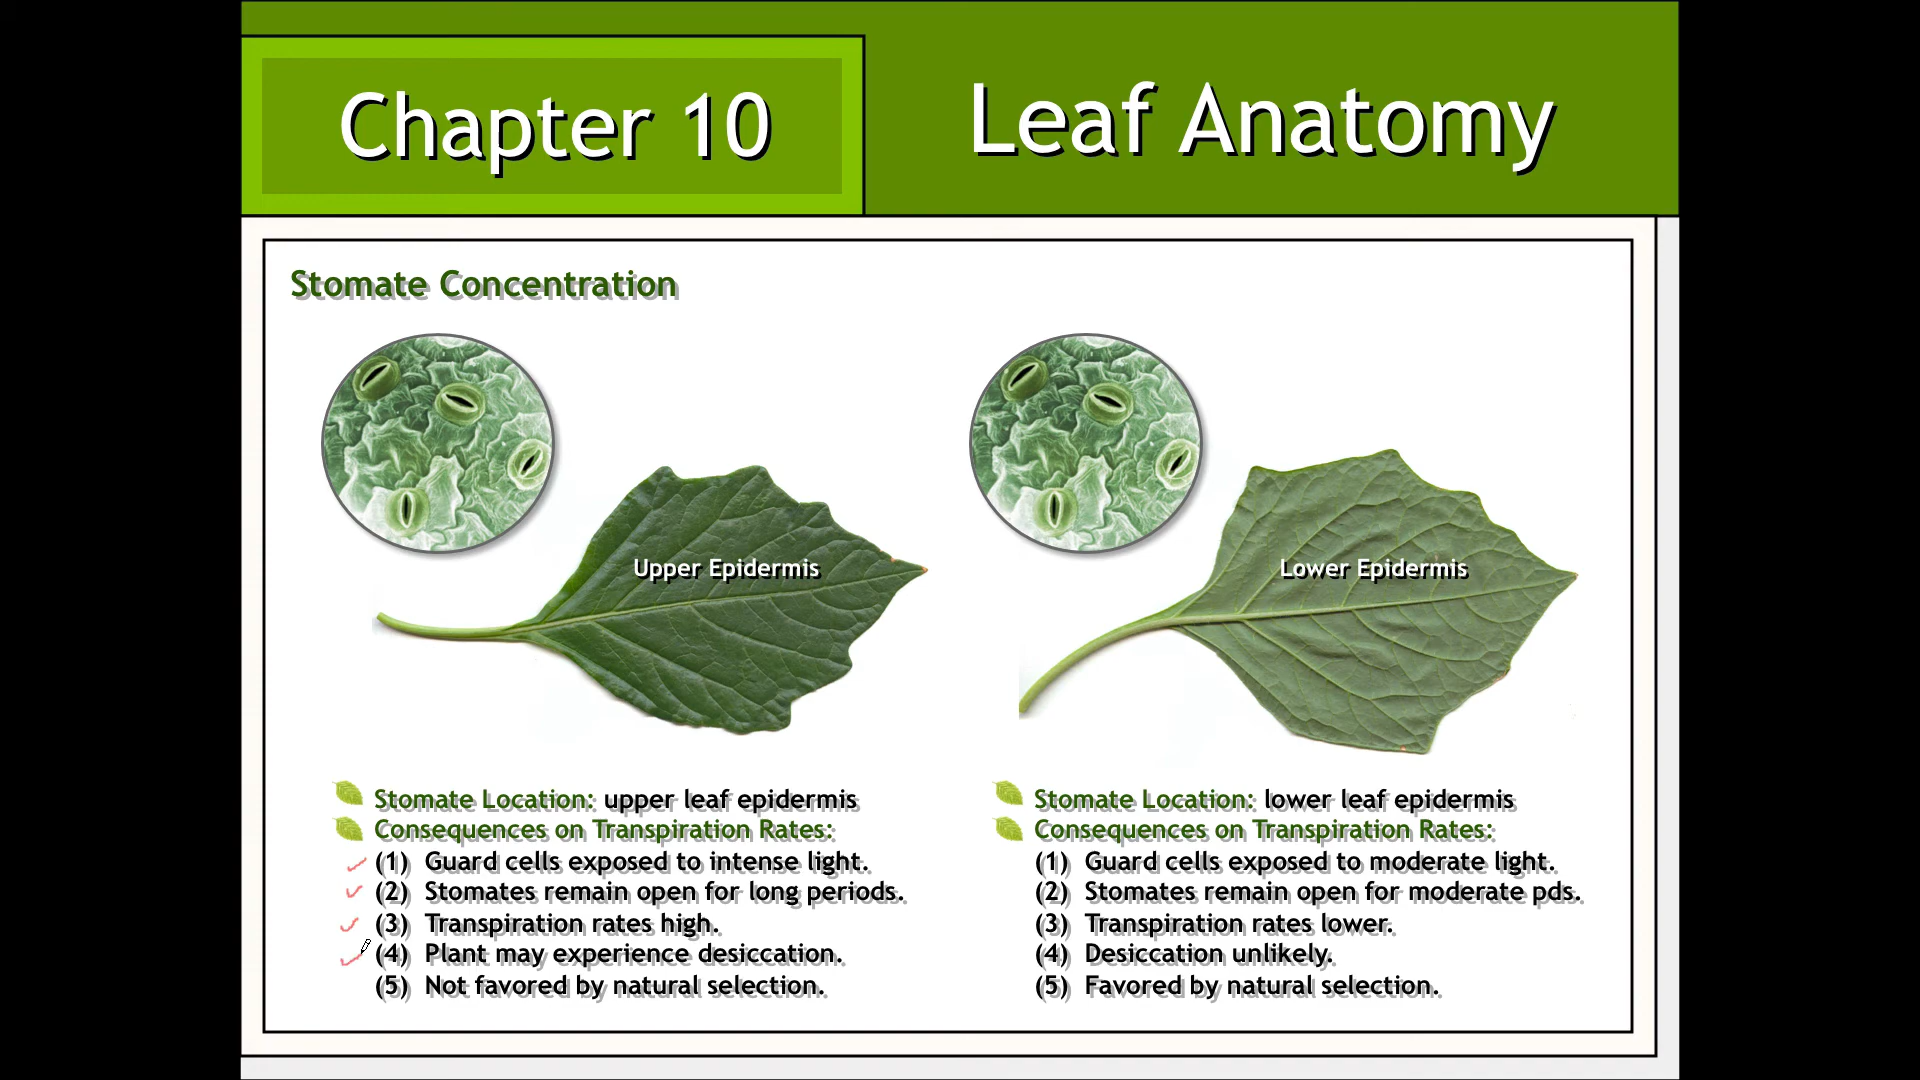 Chapter 10
Leaf Anatomy
Stomate Concentration
Upper Epidermis
Lower Epidermis
Stomate Location: upper leaf epidermis
Consequences on Transpiration Rates:
(1) Guard cells exposed to intense light.
(2) Stomates remain open for long periods.
(3) Transpiration rates high.
(4) Plant may experience desiccation.
(5) Not favored by natural selection.
Stomate Location: lower leaf epidermis
Consequences on Transpiration Rates:
(1) Guard cells exposed to moderate light.
(2) Stomates remain open for moderate pds.
(3) Transpiration rates lower.
(4) Desiccation unlikely.
(5) Favored by natural selection.